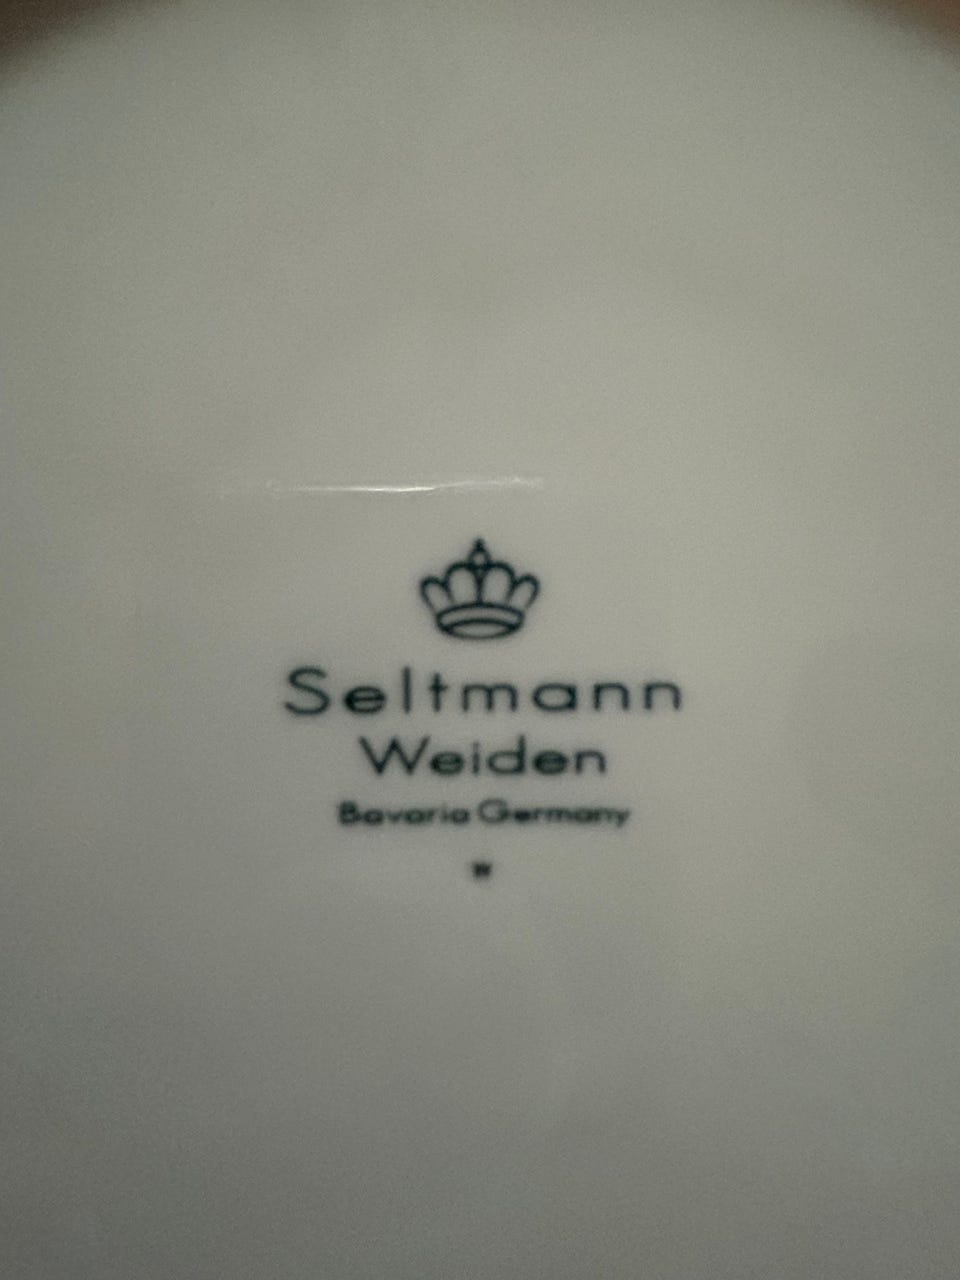 Seltmann
Weiden
Bavaria Germany
W